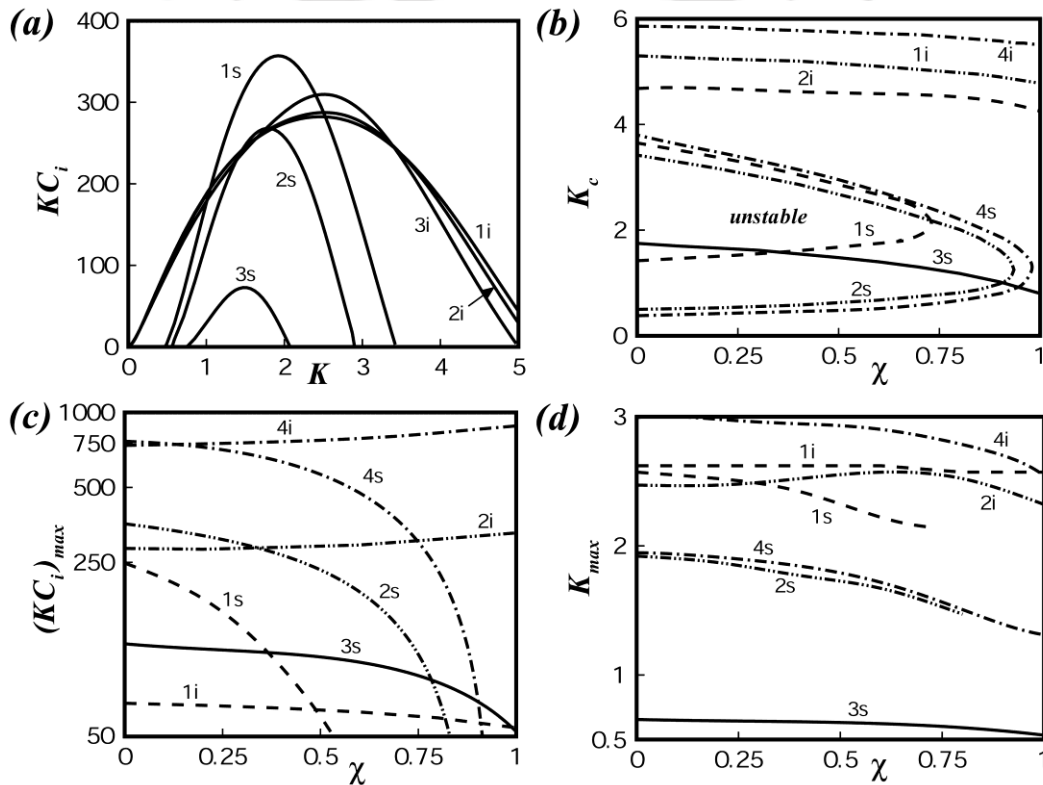 (a)
400
300
200
100
0
KC_i
1s
2s
3s
3i
1i
2i
0
1
2
3
4
5
K
(b)
6
4
2
0
K_c
4i
1i
2i
unstable
4s
1s
3s
2s
0
0.25
0.5
0.75
1
χ
(c)
1000
750
500
250
50
(KC_i)_max
4i
4s
2i
2s
1s
3s
1i
0
0.25
0.5
0.75
1
χ
(d)
3
2
1
0.5
K_max
4i
1i
2i
1s
4s
2s
3s
0
0.25
0.5
0.75
1
χ